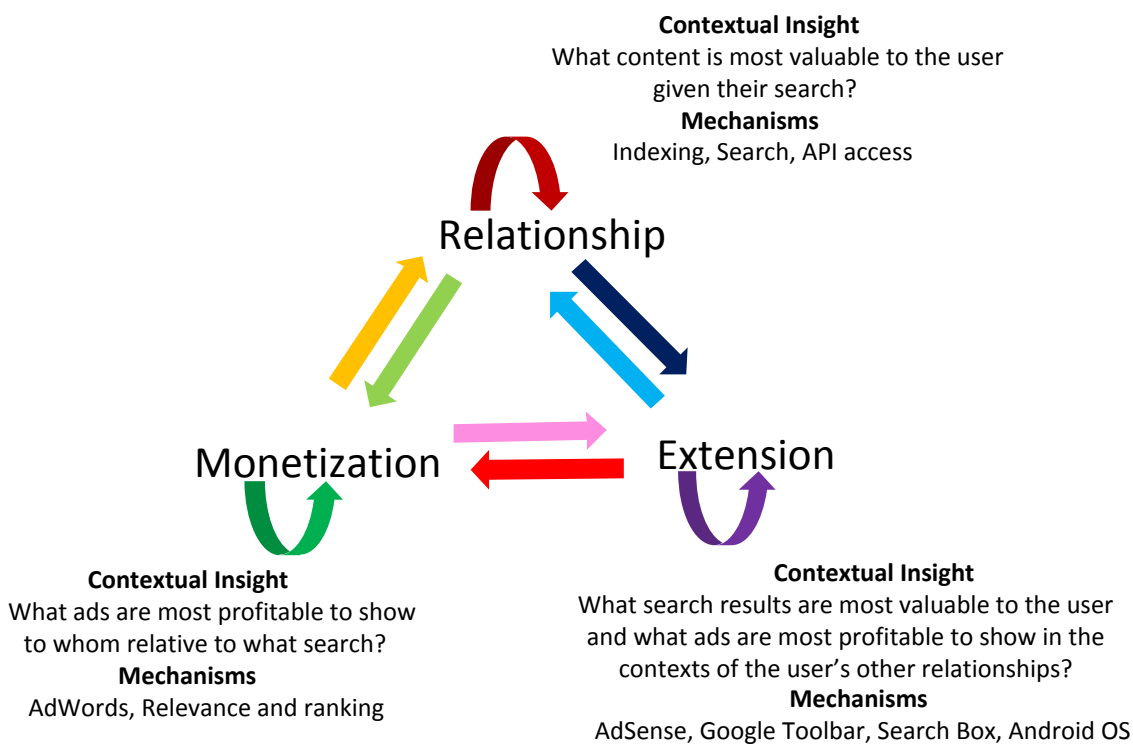 Contextual Insight
What content is most valuable to the user
given their search?
Mechanisms
Indexing, Search, API access
Relationship
Monetization
Extension
Contextual Insight
What ads are most profitable to show
to whom relative to what search?
Mechanisms
AdWords, Relevance and ranking
Contextual Insight
What search results are most valuable to the user
and what ads are most profitable to show in the
contexts of the user’s other relationships?
Mechanisms
AdSense, Google Toolbar, Search Box, Android OS